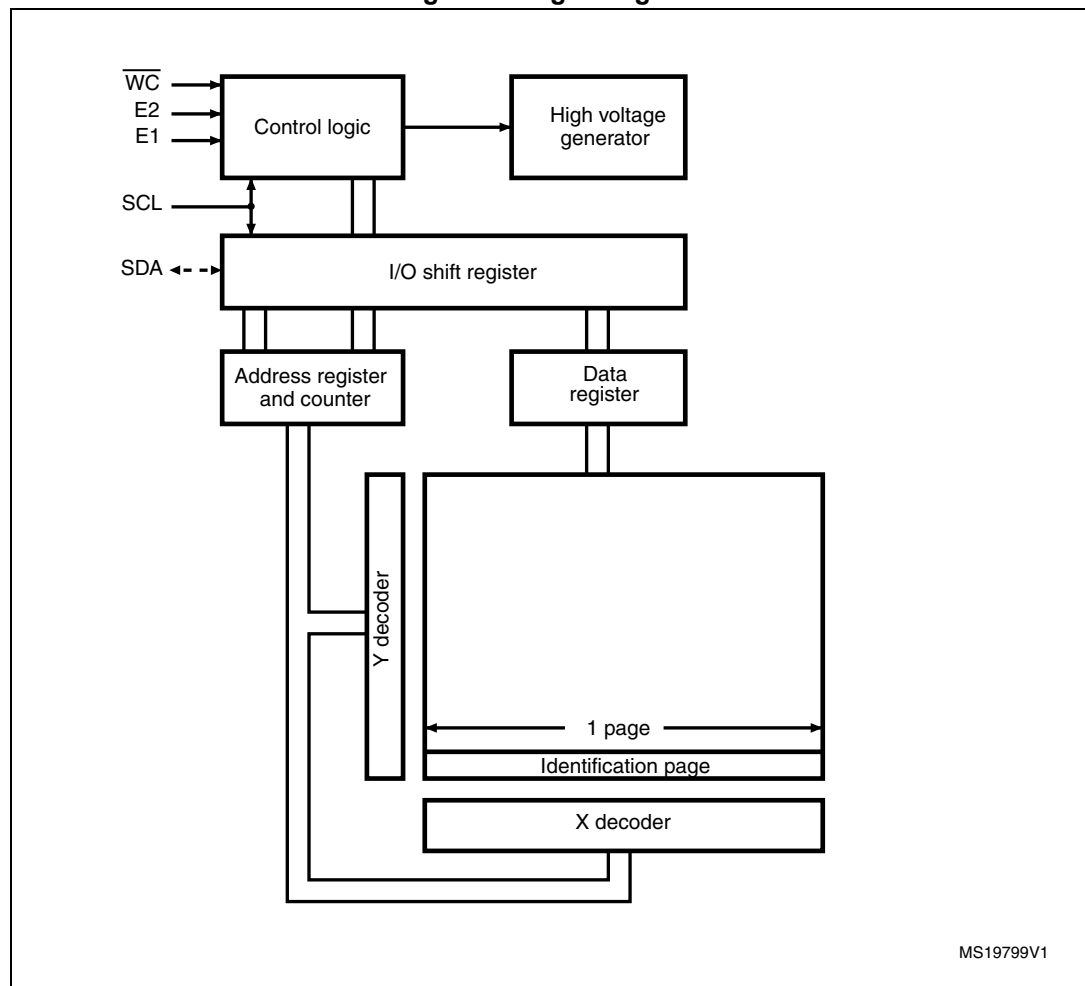 WC
E2
E1
SCL
SDA
Control logic
High voltage
generator
I/O shift register
Address register
and counter
Data
register
Y decoder
1 page
Identification page
X decoder
MS19799V1